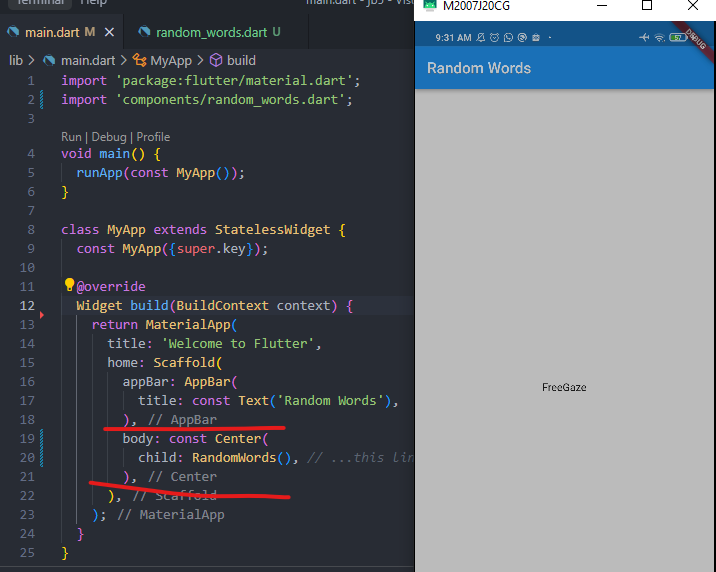 Terminal
main.dart - jb5 - Vis
M2007J20CG
main.dart M
random_words.dart U
lib > main.dart > MyApp > build
1 import 'package:flutter/material.dart';
2 import 'components/random_words.dart';
3
Run | Debug | Profile
4 void main() {
5 runApp(const MyApp());
6 }
7
8 class MyApp extends StatelessWidget {
9 const MyApp({super.key});
10
11 @override
12 Widget build(BuildContext context) {
13 return MaterialApp(
14 title: 'Welcome to Flutter',
15 home: Scaffold(
16 appBar: AppBar(
17 title: const Text('Random Words'),
18 ), // AppBar
19 body: const Center(
20 child: RandomWords(), // ...this lin
21 ), // Center
22 ), // Scaffold
23 ); // MaterialApp
24 }
25 }
9:31 AM
57
DEBUG
Random Words
FreeGaze